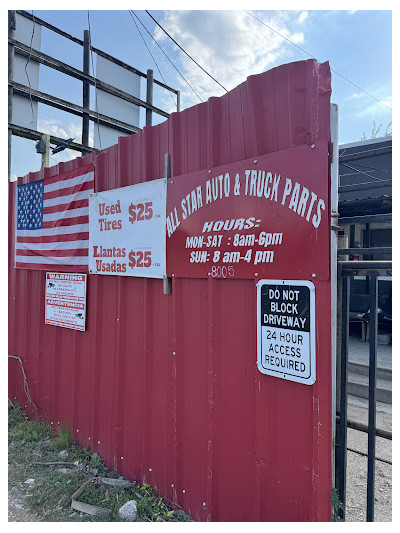 Used
Tires
$25
Llantas
Usadas
$25
ALL STAR AUTO & TRUCK PARTS
HOURS:
MON-SAT : 8am-6pm
SUN: 8 am-4 pm
8005
WARNING
DO NOT
BLOCK
DRIVEWAY
24 HOUR
ACCESS
REQUIRED